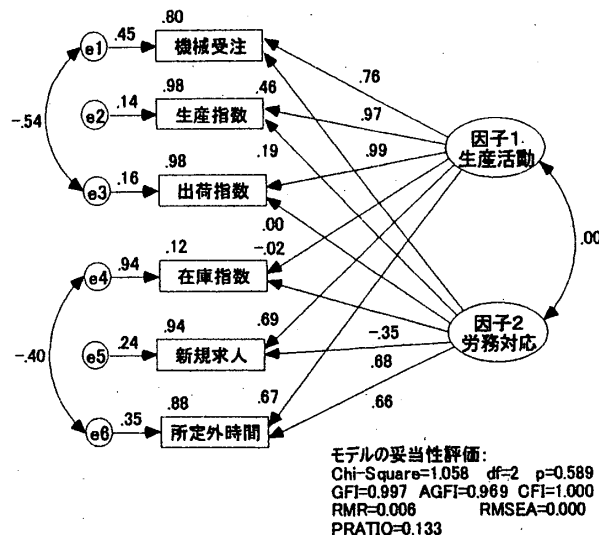 .80
.45
e1
機械受注
.76
.98
.46
.14
e2
生産指数
.97
-.54
因子1
生産活動
.98
.19
.99
.16
e3
出荷指数
.00
.00
.12
-.02
.94
e4
在庫指数
因子2
労務対応
.94
.69
-.35
.24
e5
新規求人
-.40
.68
.88
.67
.66
.35
e6
所定外時間
モデルの妥当性評価:
Chi-Square=1.058 df=2 p=0.589
GFI=0.997 AGFI=0.969 CFI=1.000
RMR=0.006 RMSEA=0.000
PRATIO=0.133